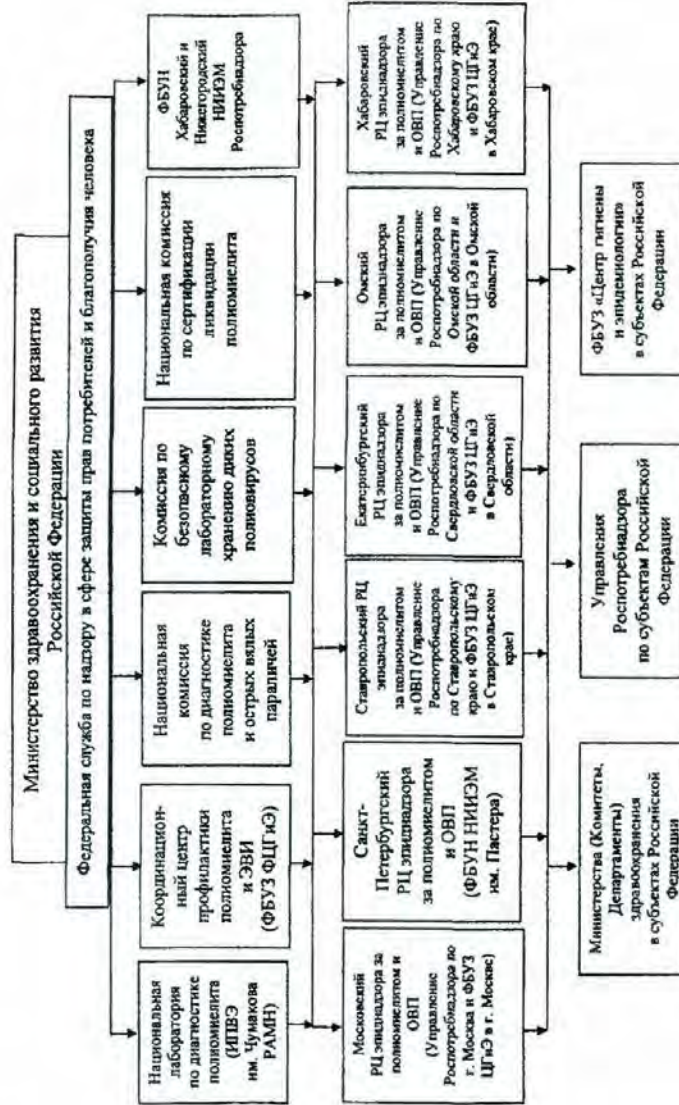 Министерство здравоохранения и социального развития
Российской Федерации
Федеральная служба по надзору в сфере защиты прав потребителей и благополучия человека
Национальная
лаборатория
по диагностике
полиомиелита
(ИПВЭ
им. Чумакова
РАМН)
Координацион-
ный центр
профилактики
полиомиелита
и ЭВИ
(ФБУЗ ФЦГиЭ)
Национальная
комиссия
по диагностике
полиомиелита
и острых вялых
параличей
Комиссия по
безопасному
лабораторному
хранению диких
полиовирусов
Национальная комиссия
по сертификации
ликвидации
полиомиелита
ФБУН
Хабаровский и
Нижегородский
НИИЭМ
Роспотребнадзора
Московский
РЦ эпиднадзора за
полиомиелитом и
ОВП
(Управление
Роспотребнадзора по
г. Москва и ФБУЗ
ЦГиЭ в г. Москве)
Санкт-
Петербургский
РЦ эпиднадзора
за полиомиелитом
и ОВП
(ФБУН НИИЭМ
им. Пастера)
Ставропольский РЦ
эпиднадзора
за полиомиелитом
и ОВП (Управление
Роспотребнадзора
по Ставропольскому
краю и ФБУЗ ЦГиЭ
в Ставропольском
крае)
Екатеринбургский
РЦ эпиднадзора
за полиомиелитом
и ОВП (Управление
Роспотребнадзора по
Свердловской области
и ФБУЗ ЦГиЭ
в Свердловской
области)
Омский
РЦ эпиднадзора
за полиомиелитом
и ОВП (Управление
Роспотребнадзора по
Омской области и
ФБУЗ ЦГиЭ в Омской
области)
Хабаровский
РЦ эпиднадзора
за полиомиелитом
и ОВП (Управление
Роспотребнадзора по
Хабаровскому краю
и ФБУЗ ЦГиЭ
в Хабаровском крае)
Министерства (Комитеты,
Департаменты)
здравоохранения
в субъектах Российской
Федерации
Управления
Роспотребнадзора
по субъектам Российской
Федерации
ФБУЗ «Центр гигиены
и эпидемиологии»
в субъектах Российской
Федерации